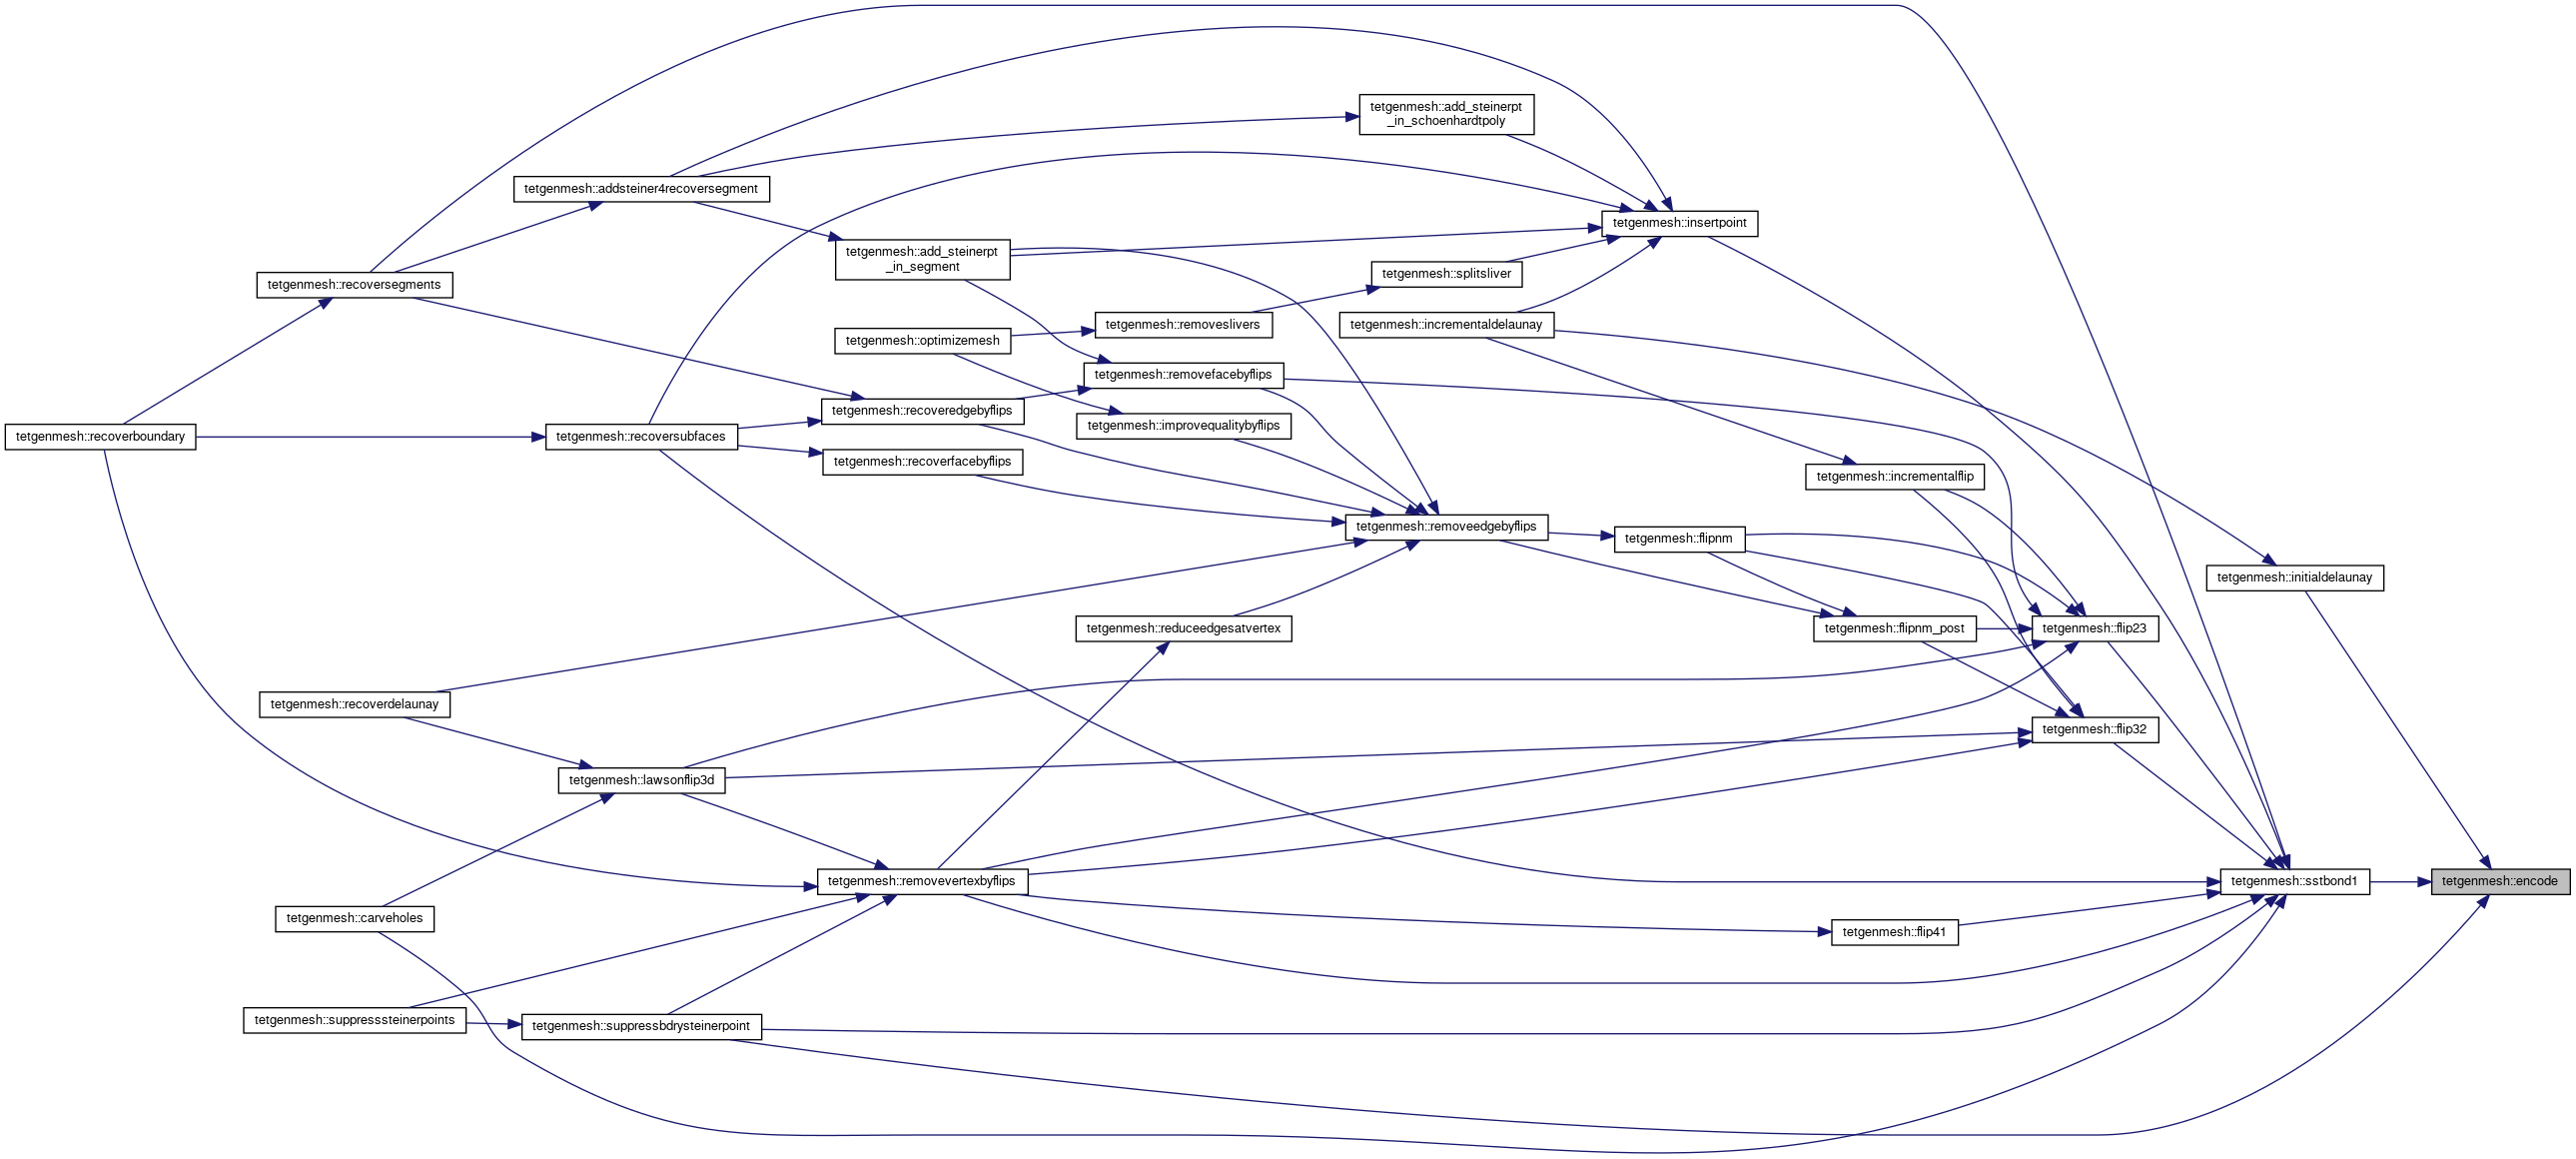 tetgenmesh::add_steinerpt
_in_schoenhardtpoly
tetgenmesh::addsteiner4recoversegment
tetgenmesh::insertpoint
tetgenmesh::add_steinerpt
_in_segment
tetgenmesh::splitsliver
tetgenmesh::recoversegments
tetgenmesh::removeslivers
tetgenmesh::incrementaldelaunay
tetgenmesh::optimizemesh
tetgenmesh::removefacebyflips
tetgenmesh::recoveredgebyflips
tetgenmesh::improvequalitybyflips
tetgenmesh::recoverboundary
tetgenmesh::recoversubfaces
tetgenmesh::recoverfacebyflips
tetgenmesh::incrementalflip
tetgenmesh::removeedgebyflips
tetgenmesh::flipnm
tetgenmesh::initialdelaunay
tetgenmesh::reduceedgesatvertex
tetgenmesh::flipnm_post
tetgenmesh::flip23
tetgenmesh::recoverdelaunay
tetgenmesh::flip32
tetgenmesh::lawsonflip3d
tetgenmesh::removevertexbyflips
tetgenmesh::sstbond1
tetgenmesh::encode
tetgenmesh::carveholes
tetgenmesh::flip41
tetgenmesh::suppresssteinerpoints
tetgenmesh::suppressbdrysteinerpoint